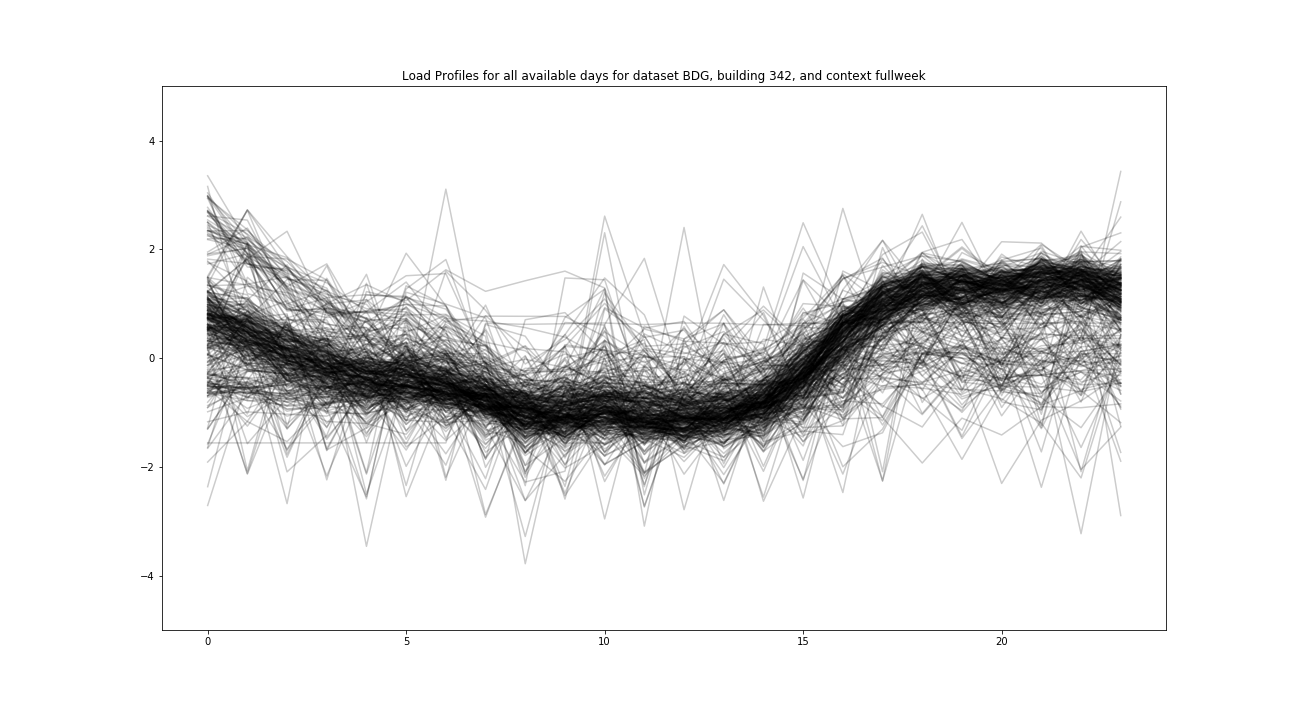 Load Profiles for all available days for dataset BDG, building 342, and context fullweek
4
2
0
−2
−4
0 5 10 15 20